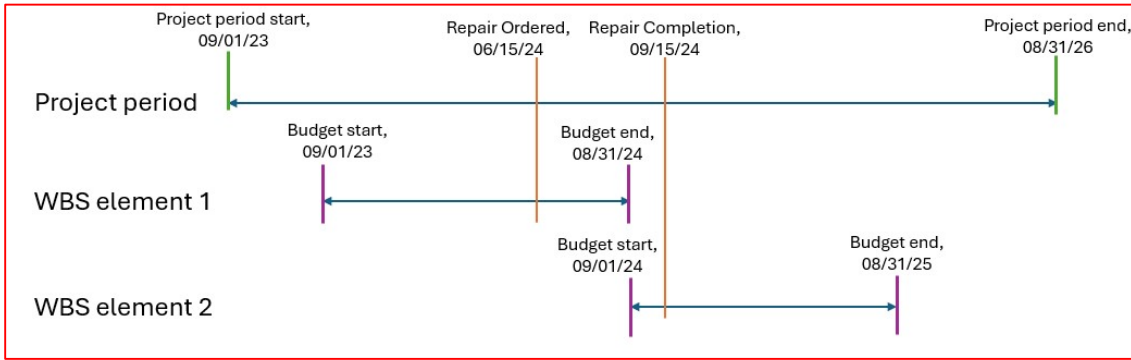 Project period start,
09/01/23
Repair Ordered,
06/15/24
Repair Completion,
09/15/24
Project period end,
08/31/26
Project period
Budget start,
09/01/23
Budget end,
08/31/24
WBS element 1
Budget start,
09/01/24
Budget end,
08/31/25
WBS element 2